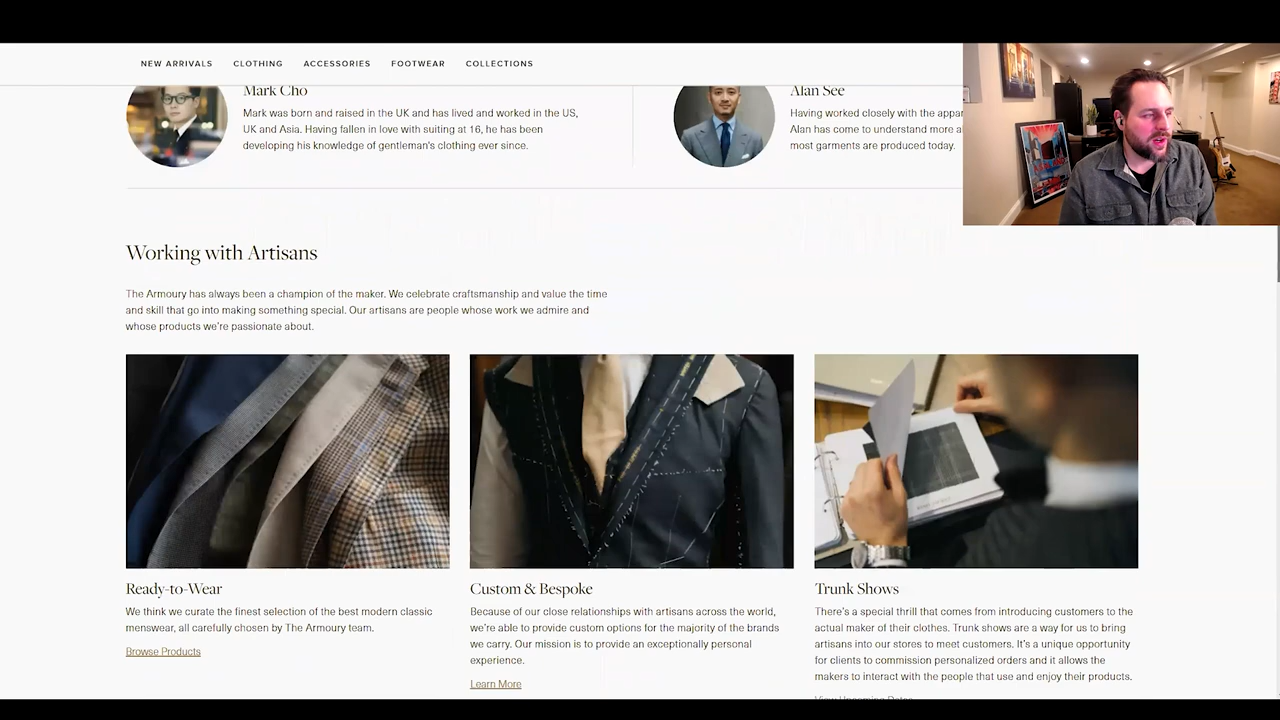 NEW ARRIVALS CLOTHING ACCESSORIES FOOTWEAR COLLECTIONS
Mark Cho
Mark was born and raised in the UK and has lived and worked in the US,
UK and Asia. Having fallen in love with suiting at 16, he has been
developing his knowledge of gentleman's clothing ever since.
Alan See
Having worked closely with the appar
Alan has come to understand more a
most garments are produced today.
Working with Artisans
The Armoury has always been a champion of the maker. We celebrate craftsmanship and value the time
and skill that go into making something special. Our artisans are people whose work we admire and
whose products we're passionate about.
Ready-to-Wear
We think we curate the finest selection of the best modern classic
menswear, all carefully chosen by The Armoury team.
Browse Products
Custom & Bespoke
Because of our close relationships with artisans across the world,
we're able to provide custom options for the majority of the brands
we carry. Our mission is to provide an exceptionally personal
experience.
Learn More
Trunk Shows
There's a special thrill that comes from introducing customers to the
actual maker of their clothes. Trunk shows are a way for us to bring
artisans into our stores to meet customers. It's a unique opportunity
for clients to commission personalized orders and it allows the
makers to interact with the people that use and enjoy their products.
View Upcoming Dates